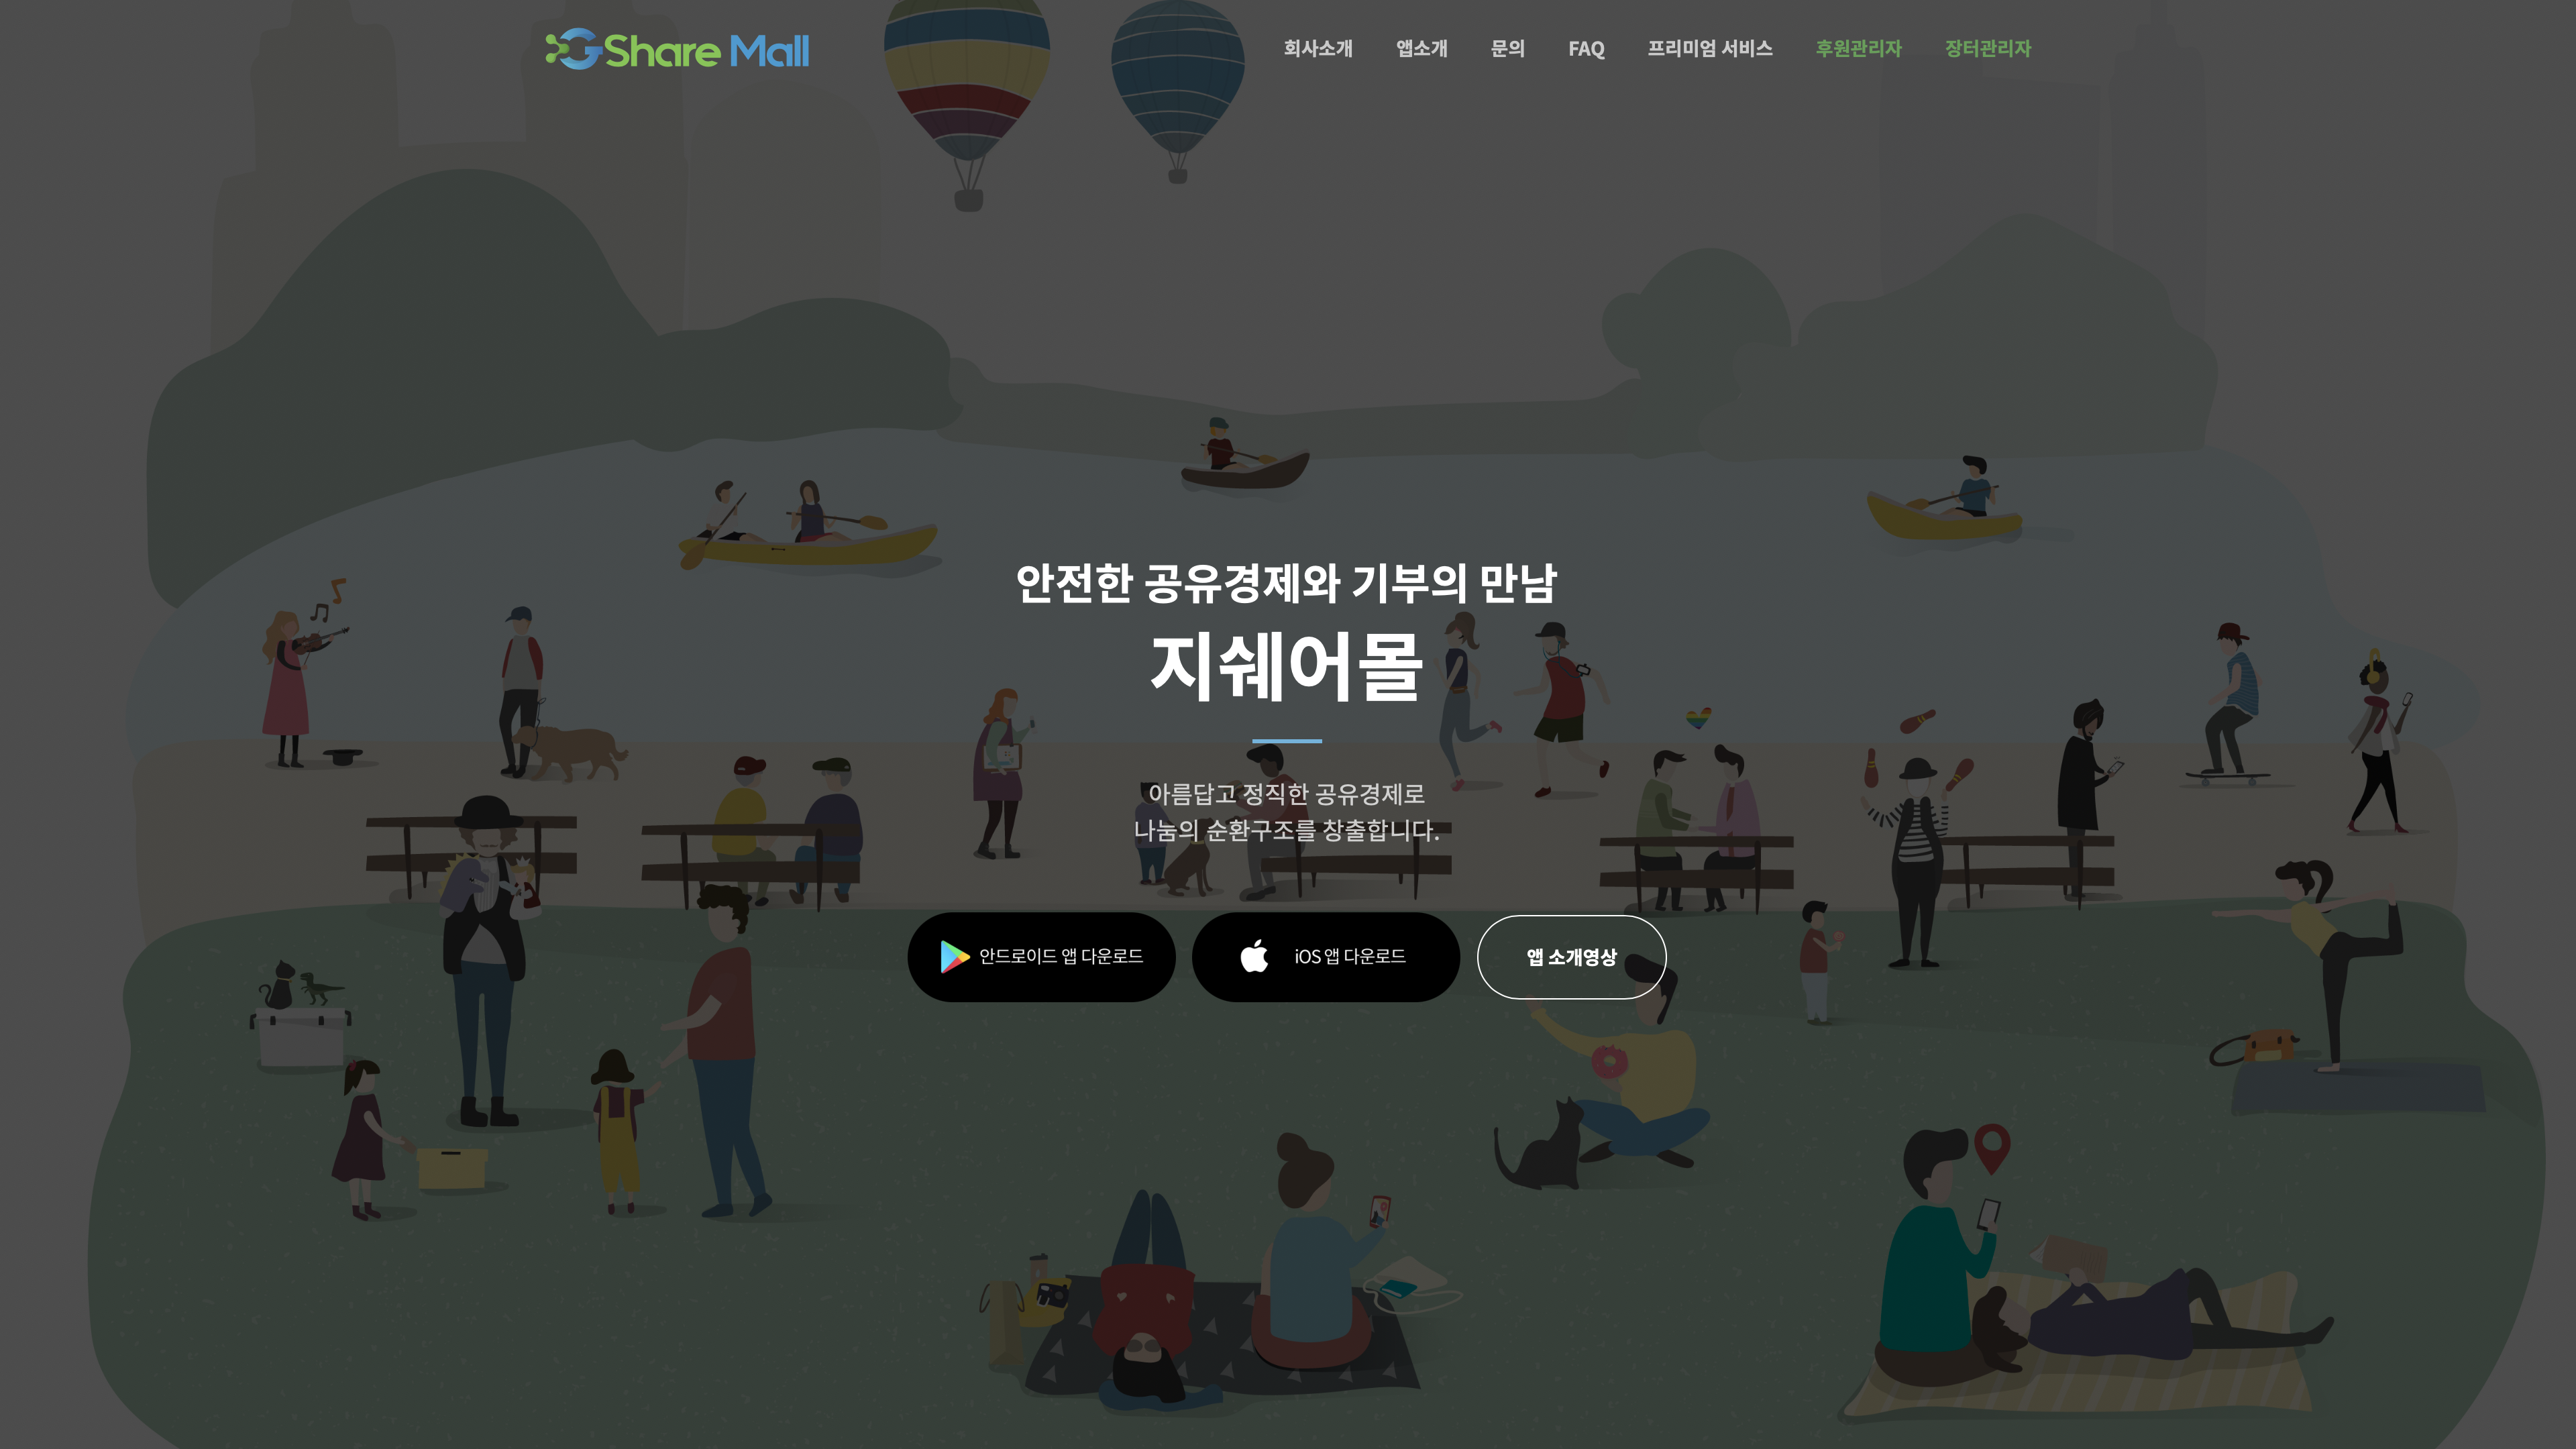 GShare Mall
회사소개 앱소개 문의 FAQ 프리미엄 서비스 후원관리자 장터관리자
안전한 공유경제와 기부의 만남
지쉐어몰
아름답고 정직한 공유경제로
나눔의 순환구조를 창출합니다.
안드로이드 앱 다운로드 iOS 앱 다운로드 앱 소개영상